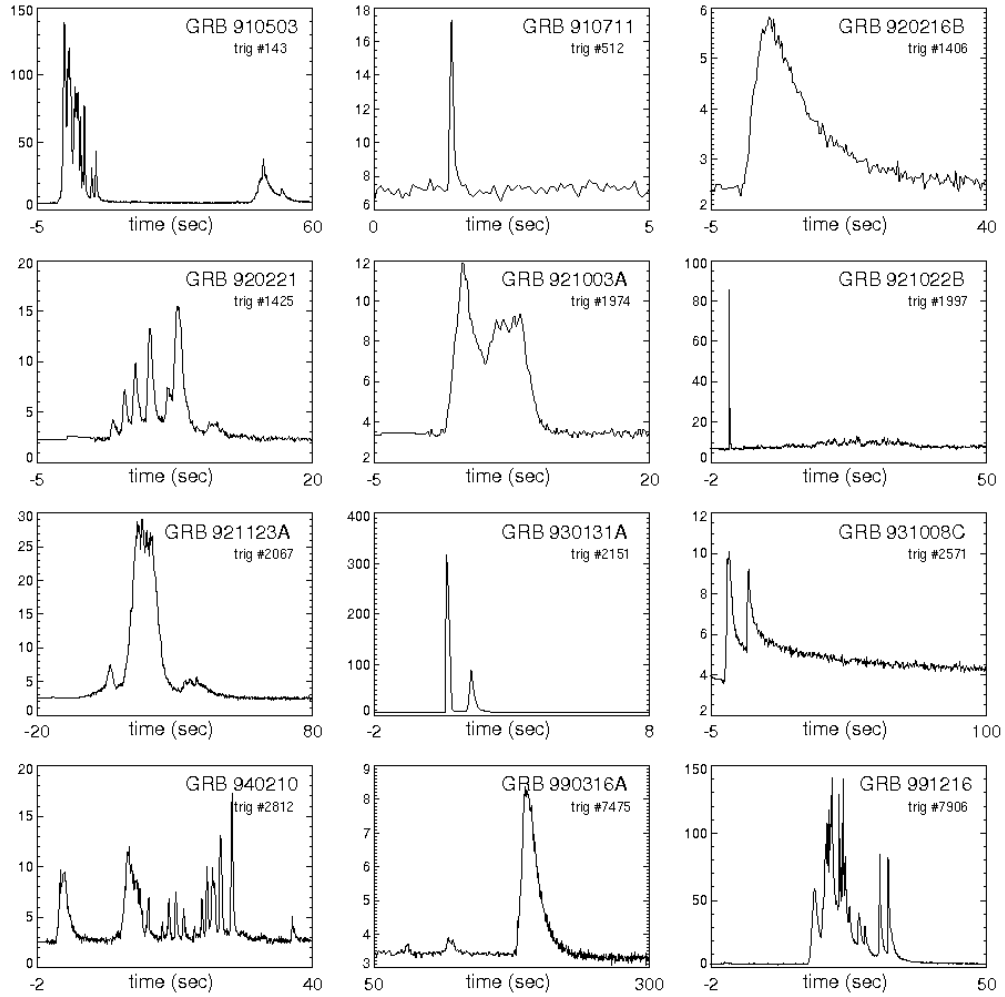 GRB 910503
trig #143
150
100
50
0
-5
time (sec)
60
GRB 910711
trig #512
18
16
14
12
10
8
6
0
time (sec)
5
GRB 920216B
trig #1406
6
5
4
3
2
-5
time (sec)
40
GRB 920221
trig #1425
20
15
10
5
0
-5
time (sec)
20
GRB 921003A
trig #1974
12
10
8
6
4
2
-5
time (sec)
20
GRB 921022B
trig #1997
100
80
60
40
20
0
-2
time (sec)
50
GRB 921123A
trig #2067
30
25
20
15
10
5
0
-20
time (sec)
80
GRB 930131A
trig #2151
400
300
200
100
0
-2
time (sec)
8
GRB 931008C
trig #2571
12
10
8
6
4
2
-5
time (sec)
100
GRB 940210
trig #2812
20
15
10
5
0
-2
time (sec)
40
GRB 990316A
trig #7475
9
8
7
6
5
4
3
50
time (sec)
300
GRB 991216
trig #7906
150
100
50
0
-2
time (sec)
50